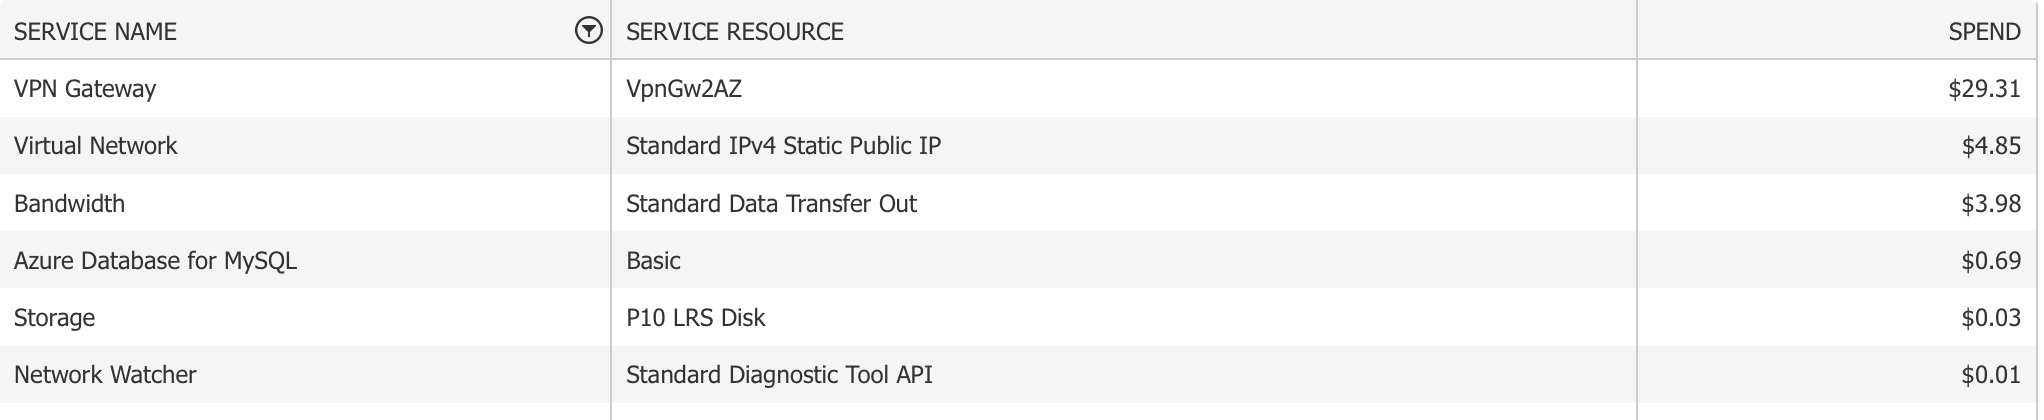 SERVICE NAME SERVICE RESOURCE SPEND
VPN Gateway VpnGw2AZ $29.31
Virtual Network Standard IPv4 Static Public IP $4.85
Bandwidth Standard Data Transfer Out $3.98
Azure Database for MySQL Basic $0.69
Storage P10 LRS Disk $0.03
Network Watcher Standard Diagnostic Tool API $0.01